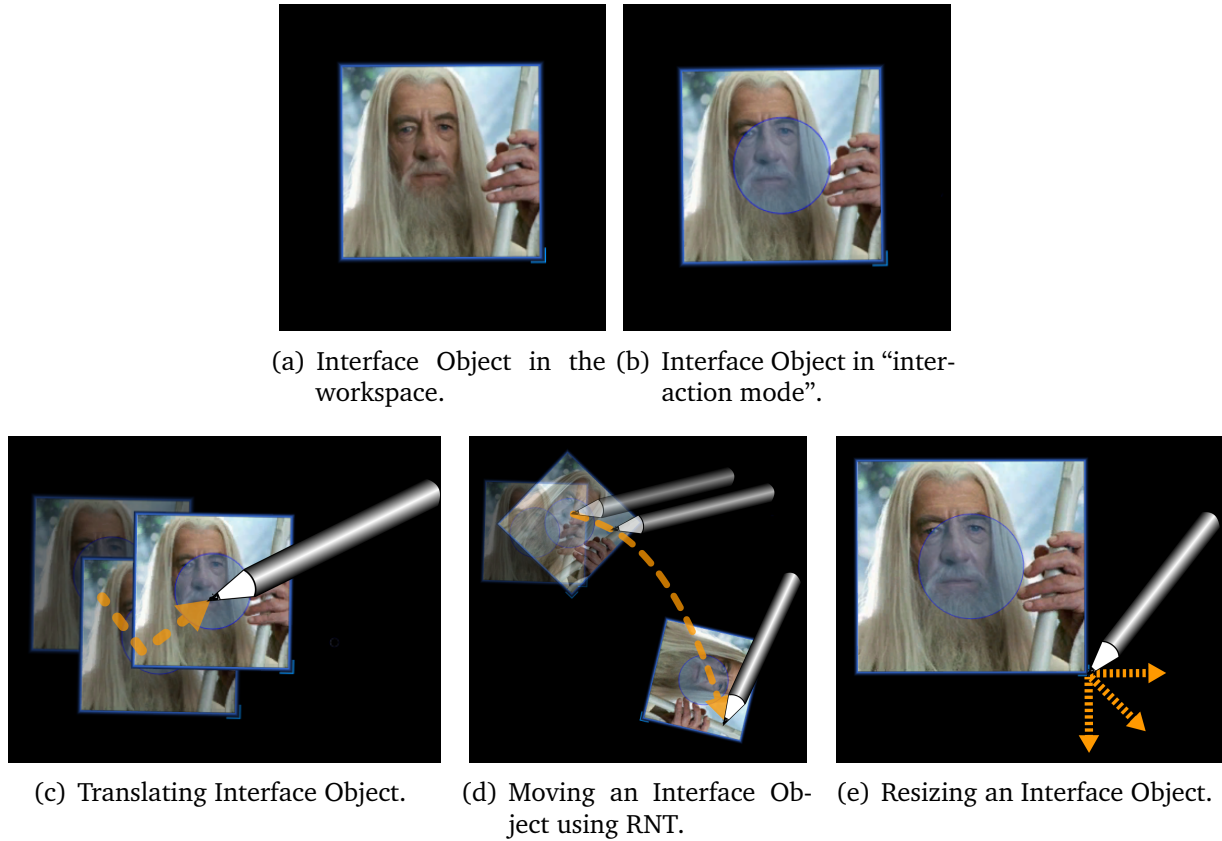 (a) Interface Object in the
workspace.
(b) Interface Object in “inter-
action mode”.
(c) Translating Interface Object.
(d) Moving an Interface Ob-
ject using RNT.
(e) Resizing an Interface Object.